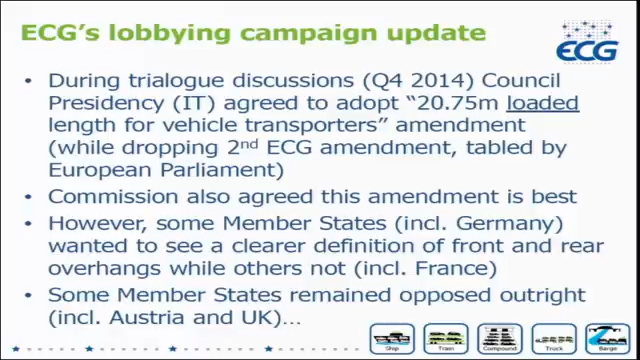 ECG's lobbying campaign update
ECG
• During trialogue discussions (Q4 2014) Council
Presidency (IT) agreed to adopt "20.75m loaded
length for vehicle transporters" amendment
(while dropping 2nd ECG amendment, tabled by
European Parliament)
• Commission also agreed this amendment is best
• However, some Member States (incl. Germany)
wanted to see a clearer definition of front and rear
overhangs while others not (incl. France)
• Some Member States remained opposed outright
(incl. Austria and UK)...
Ship Train Compound Truck Barge